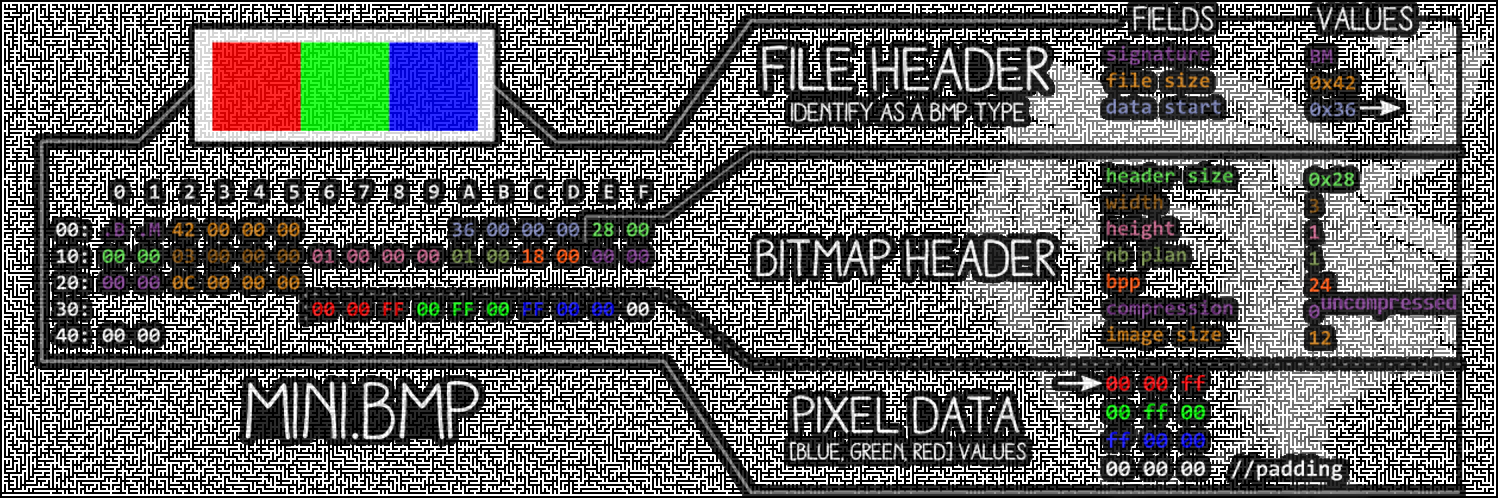 FIELDS VALUES
FILE HEADER
IDENTIFY AS A BMP TYPE
signature BM
file size 0x42
data start 0x36
0 1 2 3 4 5 6 7 8 9 A B C D E F
00: .B .M 42 00 00 00 36 00 00 00 28 00
10: 00 00 03 00 00 00 01 00 00 00 01 00 18 00 00 00
20: 00 00 0C 00 00 00
30: 00 00 FF 00 FF 00 FF 00 00 00
40: 00 00
MINI.BMP
BITMAP HEADER
header size 0x28
width 3
height 1
nb plan 1
bpp 24
compression 0 uncompressed
image size 12
PIXEL DATA
[BLUE, GREEN, RED] VALUES
00 00 ff
00 ff 00
ff 00 00
00 00 00 //padding